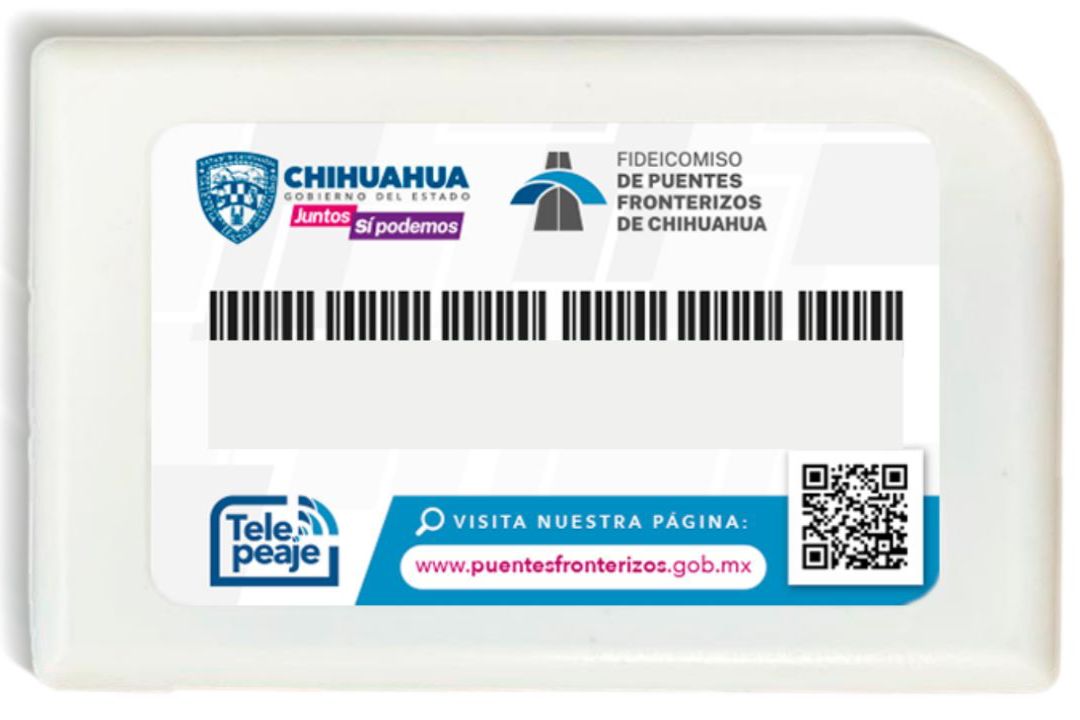 CHIHUAHUA
GOBIERNO DEL ESTADO
Juntos
Sí podemos
FIDEICOMISO
DE PUENTES
FRONTERIZOS
DE CHIHUAHUA
Tele
peaje
VISITA NUESTRA PÁGINA:
www.puentesfronterizos.gob.mx